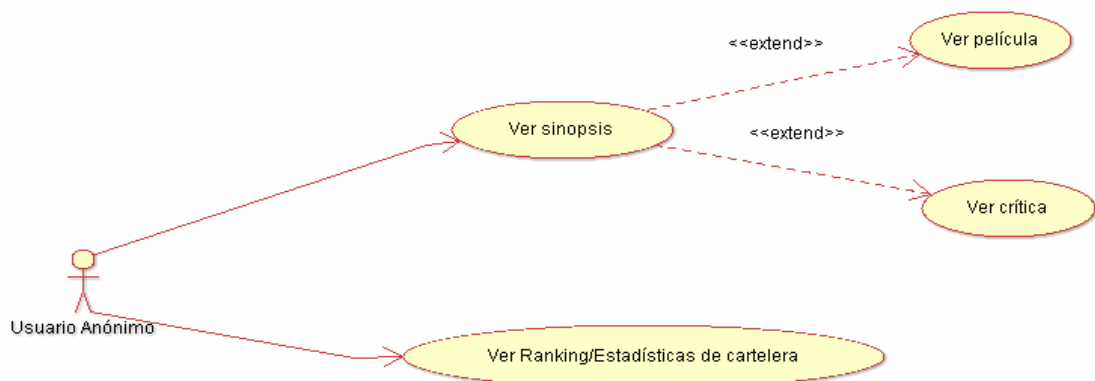 <<extend>>
Ver película
Ver sinopsis
<<extend>>
Ver crítica
Usuario Anónimo
Ver Ranking/Estadísticas de cartelera